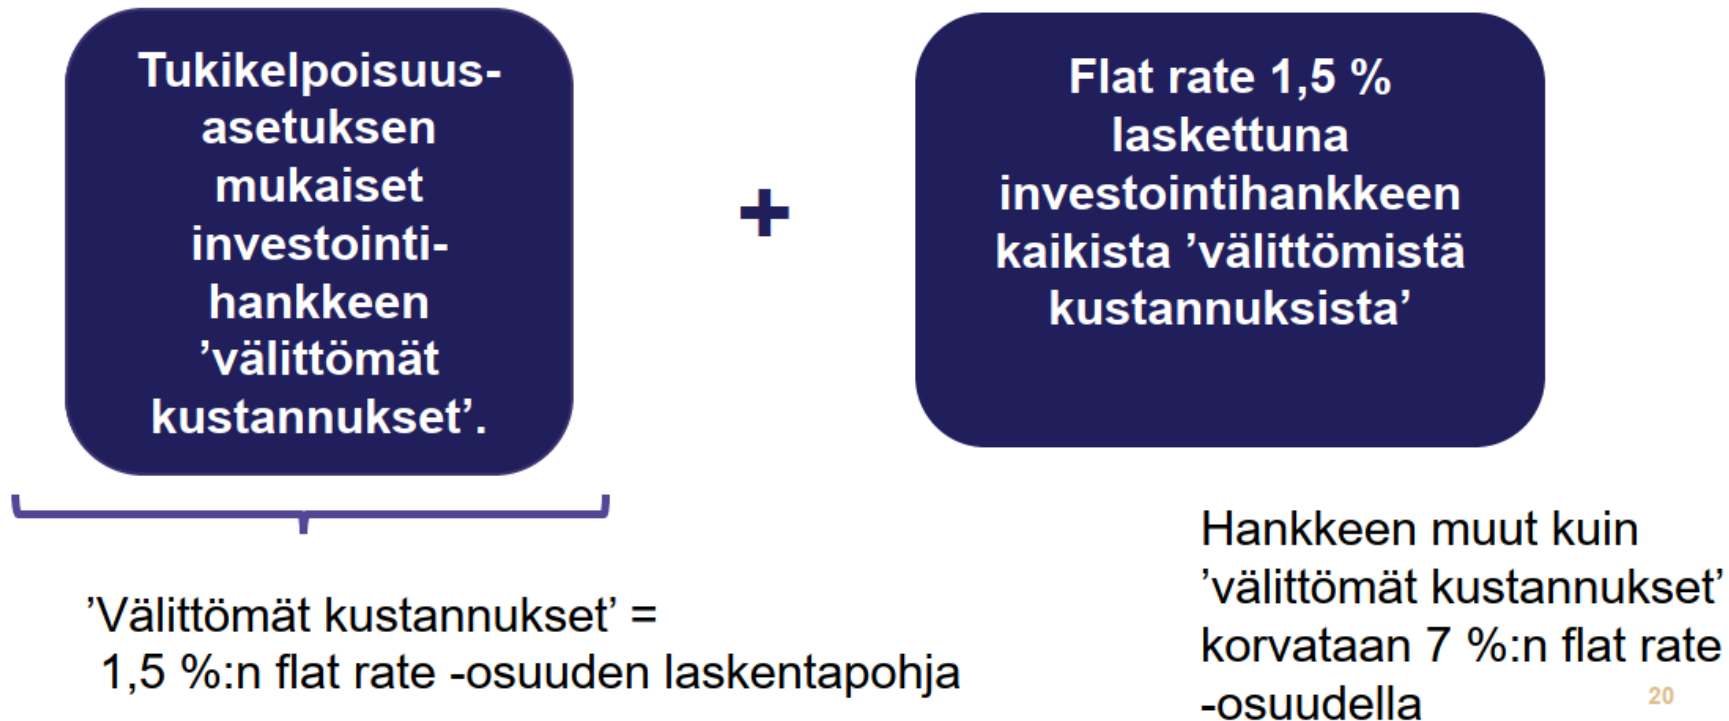 Tukikelpoisuus-
asetuksen
mukaiset
investointi-
hankkeen
’välittömät
kustannukset’.
+
Flat rate 1,5 %
laskettuna
investointihankkeen
kaikista ’välittömistä
kustannuksista’
’Välittömät kustannukset’ =
1,5 %:n flat rate -osuuden laskentapohja
Hankkeen muut kuin
’välittömät kustannukset’
korvataan 7 %:n flat rate
-osuudella
20